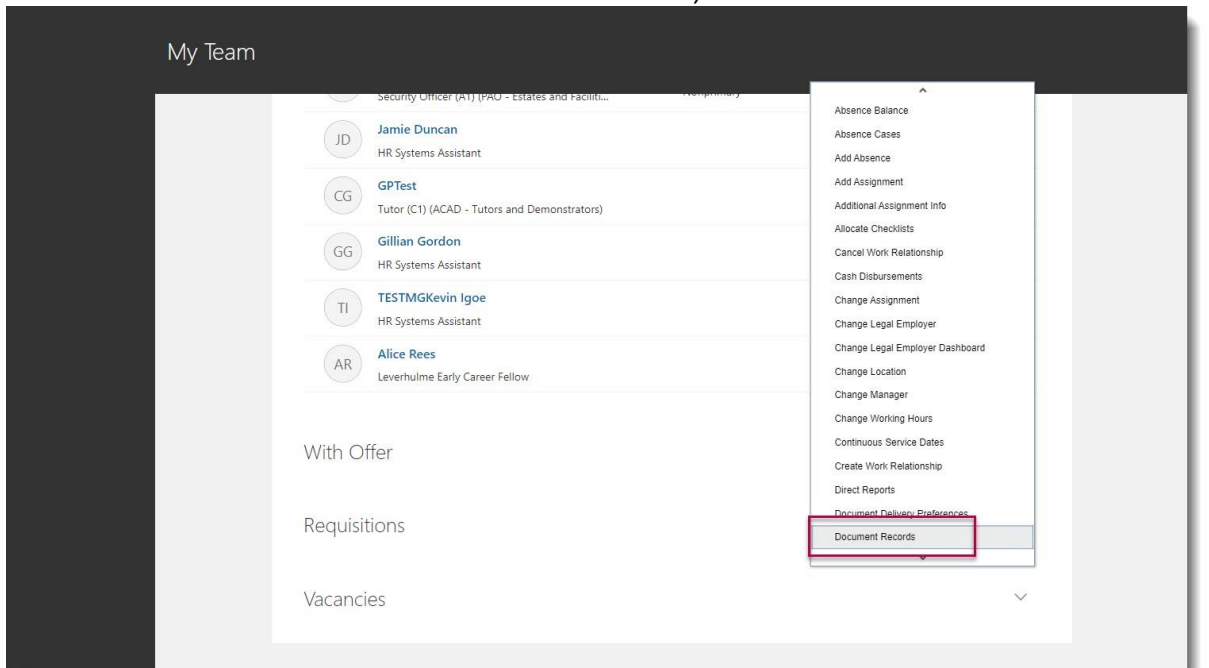 My Team
Security Officer (A1) (PAO - Estates and Faciliti...
Nonprimary
JD
Jamie Duncan
HR Systems Assistant
CG
GPTest
Tutor (C1) (ACAD - Tutors and Demonstrators)
GG
Gillian Gordon
HR Systems Assistant
TI
TESTMGKevin Igoe
HR Systems Assistant
AR
Alice Rees
Leverhulme Early Career Fellow
With Offer
Requisitions
Vacancies
Absence Balance
Absence Cases
Add Absence
Add Assignment
Additional Assignment Info
Allocate Checklists
Cancel Work Relationship
Cash Disbursements
Change Assignment
Change Legal Employer
Change Legal Employer Dashboard
Change Location
Change Manager
Change Working Hours
Continuous Service Dates
Create Work Relationship
Direct Reports
Document Delivery Preferences
Document Records